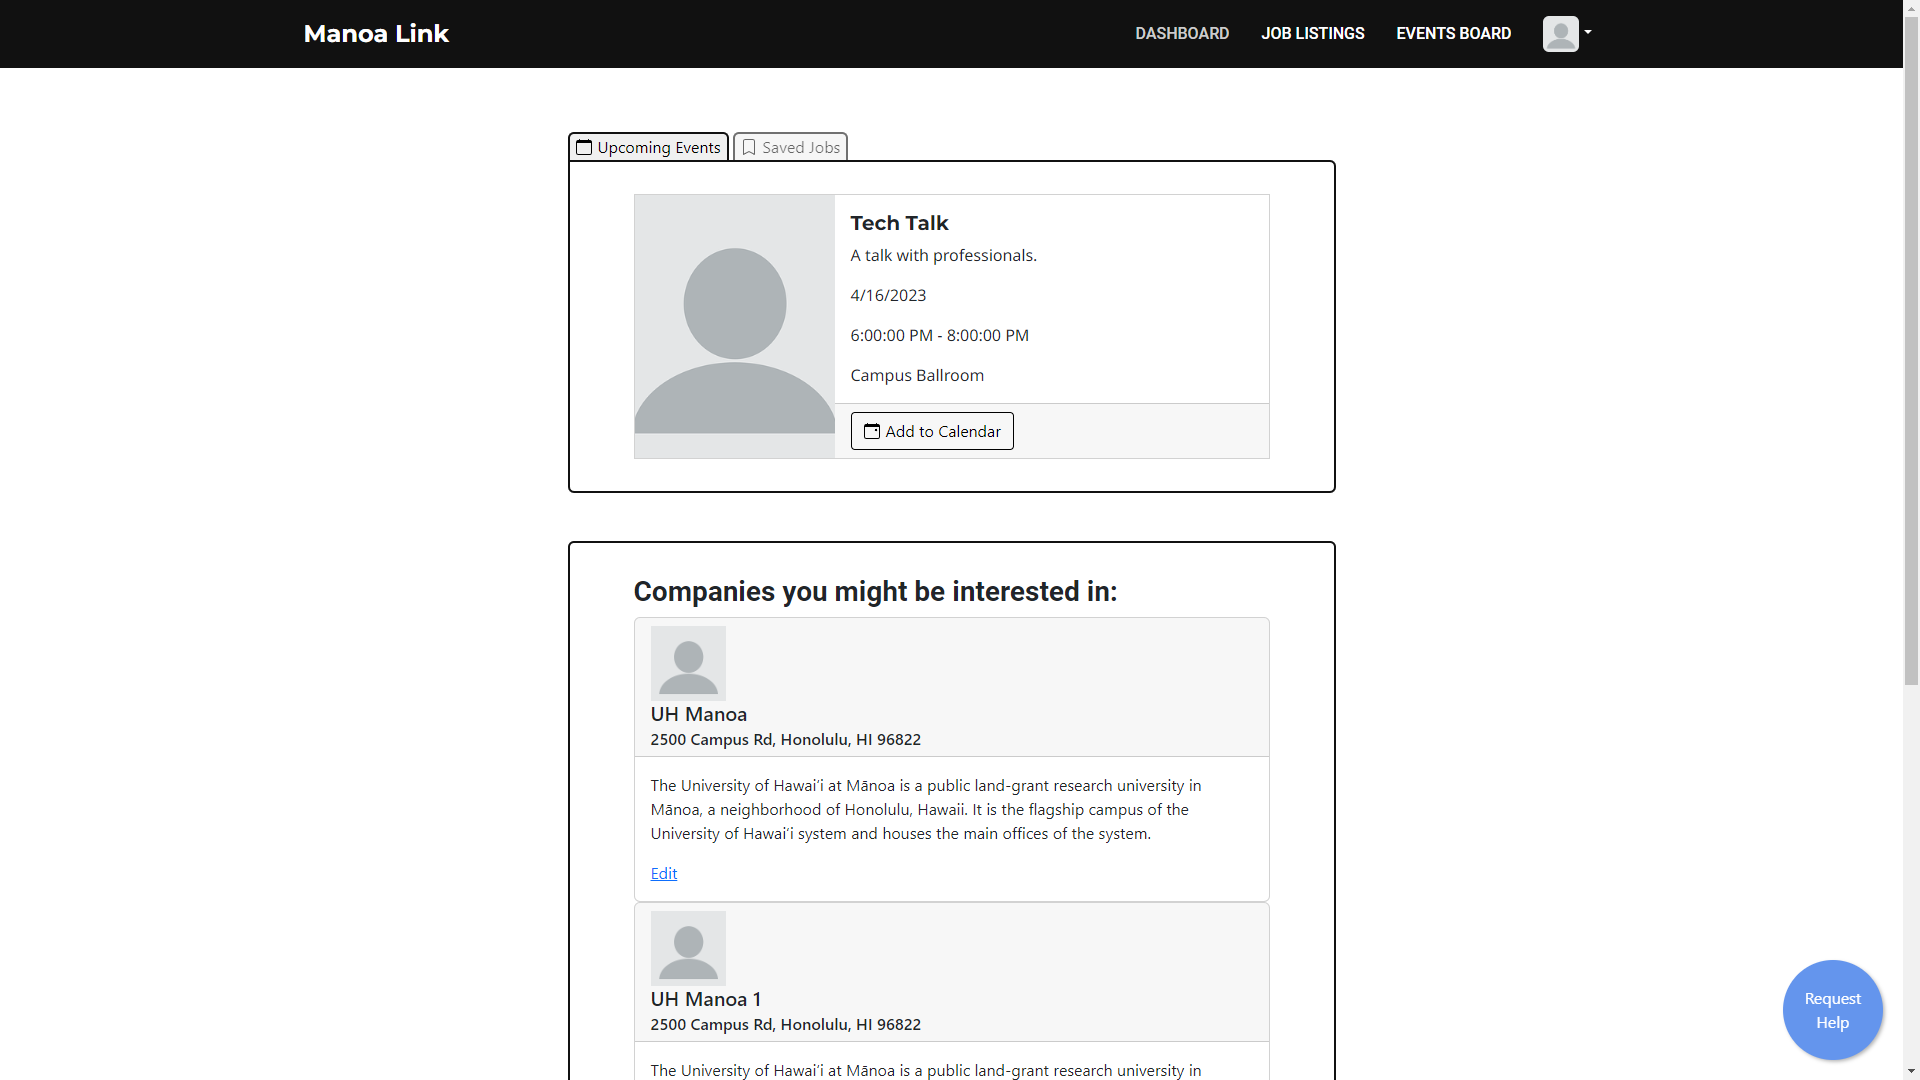 Manoa Link
DASHBOARD
JOB LISTINGS
EVENTS BOARD
Upcoming Events
Saved Jobs
Tech Talk
A talk with professionals.
4/16/2023
6:00:00 PM - 8:00:00 PM
Campus Ballroom
Add to Calendar
Companies you might be interested in:
UH Manoa
2500 Campus Rd, Honolulu, HI 96822
The University of Hawaiʻi at Mānoa is a public land-grant research university in
Mānoa, a neighborhood of Honolulu, Hawaii. It is the flagship campus of the
University of Hawaiʻi system and houses the main offices of the system.
Edit
UH Manoa 1
2500 Campus Rd, Honolulu, HI 96822
The University of Hawaiʻi at Mānoa is a public land-grant research university in
Request
Help